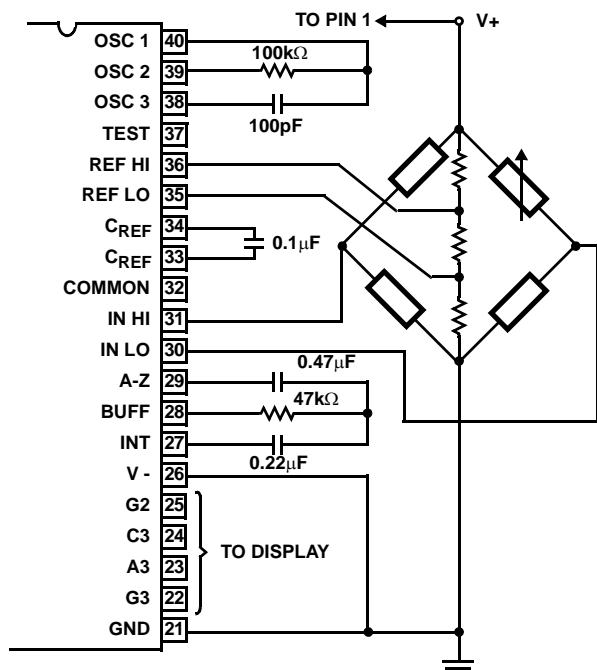 TO PIN 1 V+
OSC 1 40
100kΩ
OSC 2 39
OSC 3 38
100pF
TEST 37
REF HI 36
REF LO 35
CREF 34
0.1μF
CREF 33
COMMON 32
IN HI 31
IN LO 30
0.47μF
A-Z 29
47kΩ
BUFF 28
INT 27
0.22μF
V - 26
G2 25
C3 24
TO DISPLAY
A3 23
G3 22
GND 21